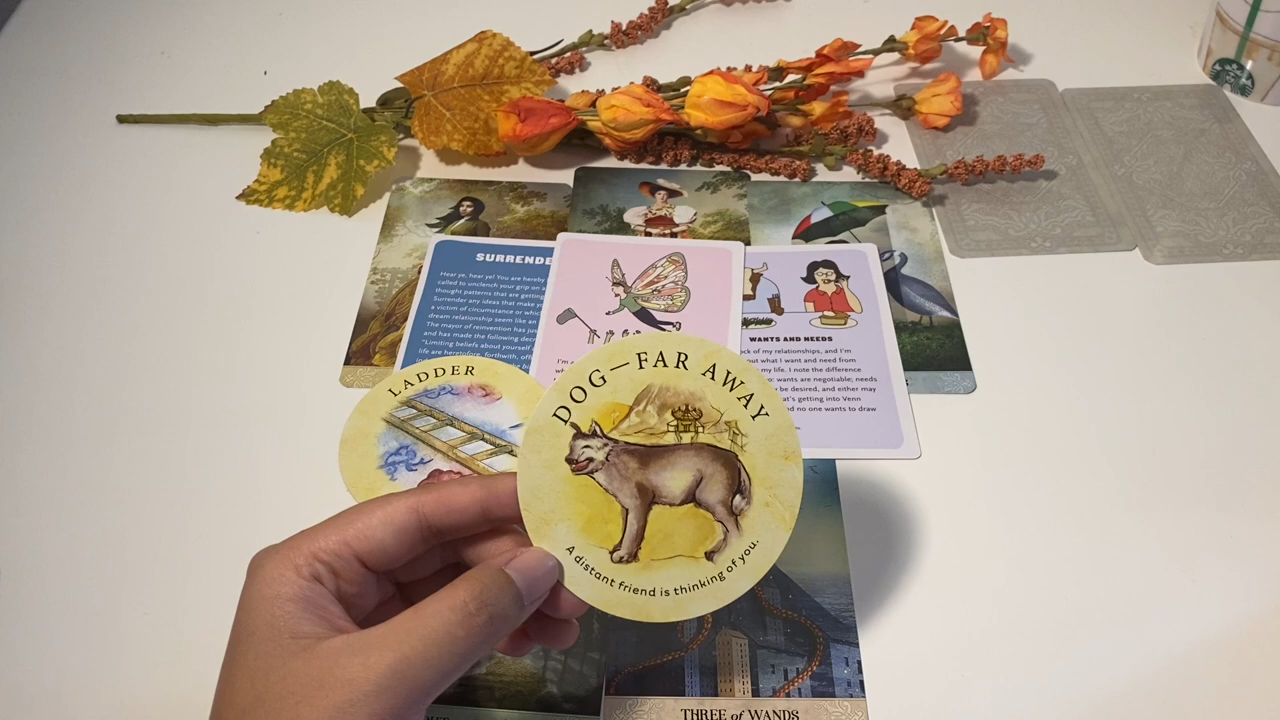 SURRENDE
Hear ye, hear ye! You are hereby
called to unclench your grip on a
thought patterns that are getting
Surrender any ideas that make yo
a victim of circumstance or whic
dream relationship seem like an
The mayor of reinvention has jus
and has made the following decr
"Limiting beliefs about yourself
life are heretofore, forthwith, off
WANTS AND NEEDS
ck of my relationships, and I'm
out what I want and need from
my life. I note the difference
o: wants are negotiable; needs
be desired, and either may
at's getting into Venn
nd no one wants to draw
LADDER
DOG—FAR AWAY
A distant friend is thinking of you.
THREE of WANDS